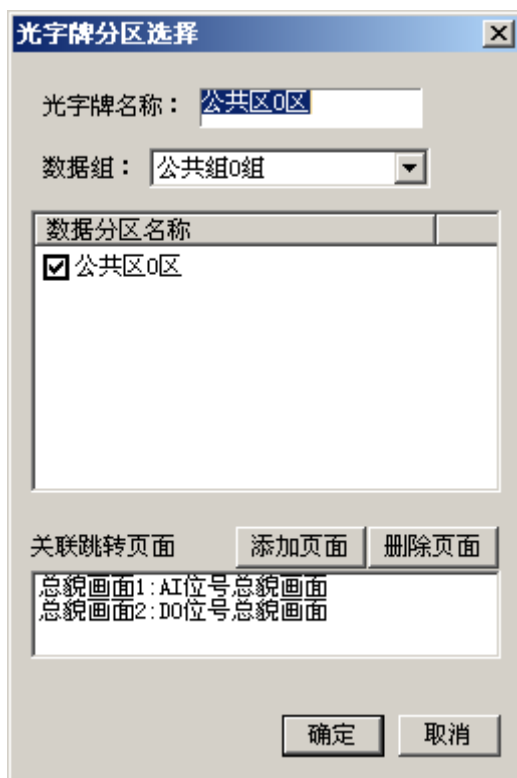 光字牌分区选择
光字牌名称： 公共区0区
数据组： 公共组0组
数据分区名称
公共区0区
关联跳转页面 添加页面 删除页面
总貌画面1:AI位号总貌画面
总貌画面2:DO位号总貌画面
确定 取消